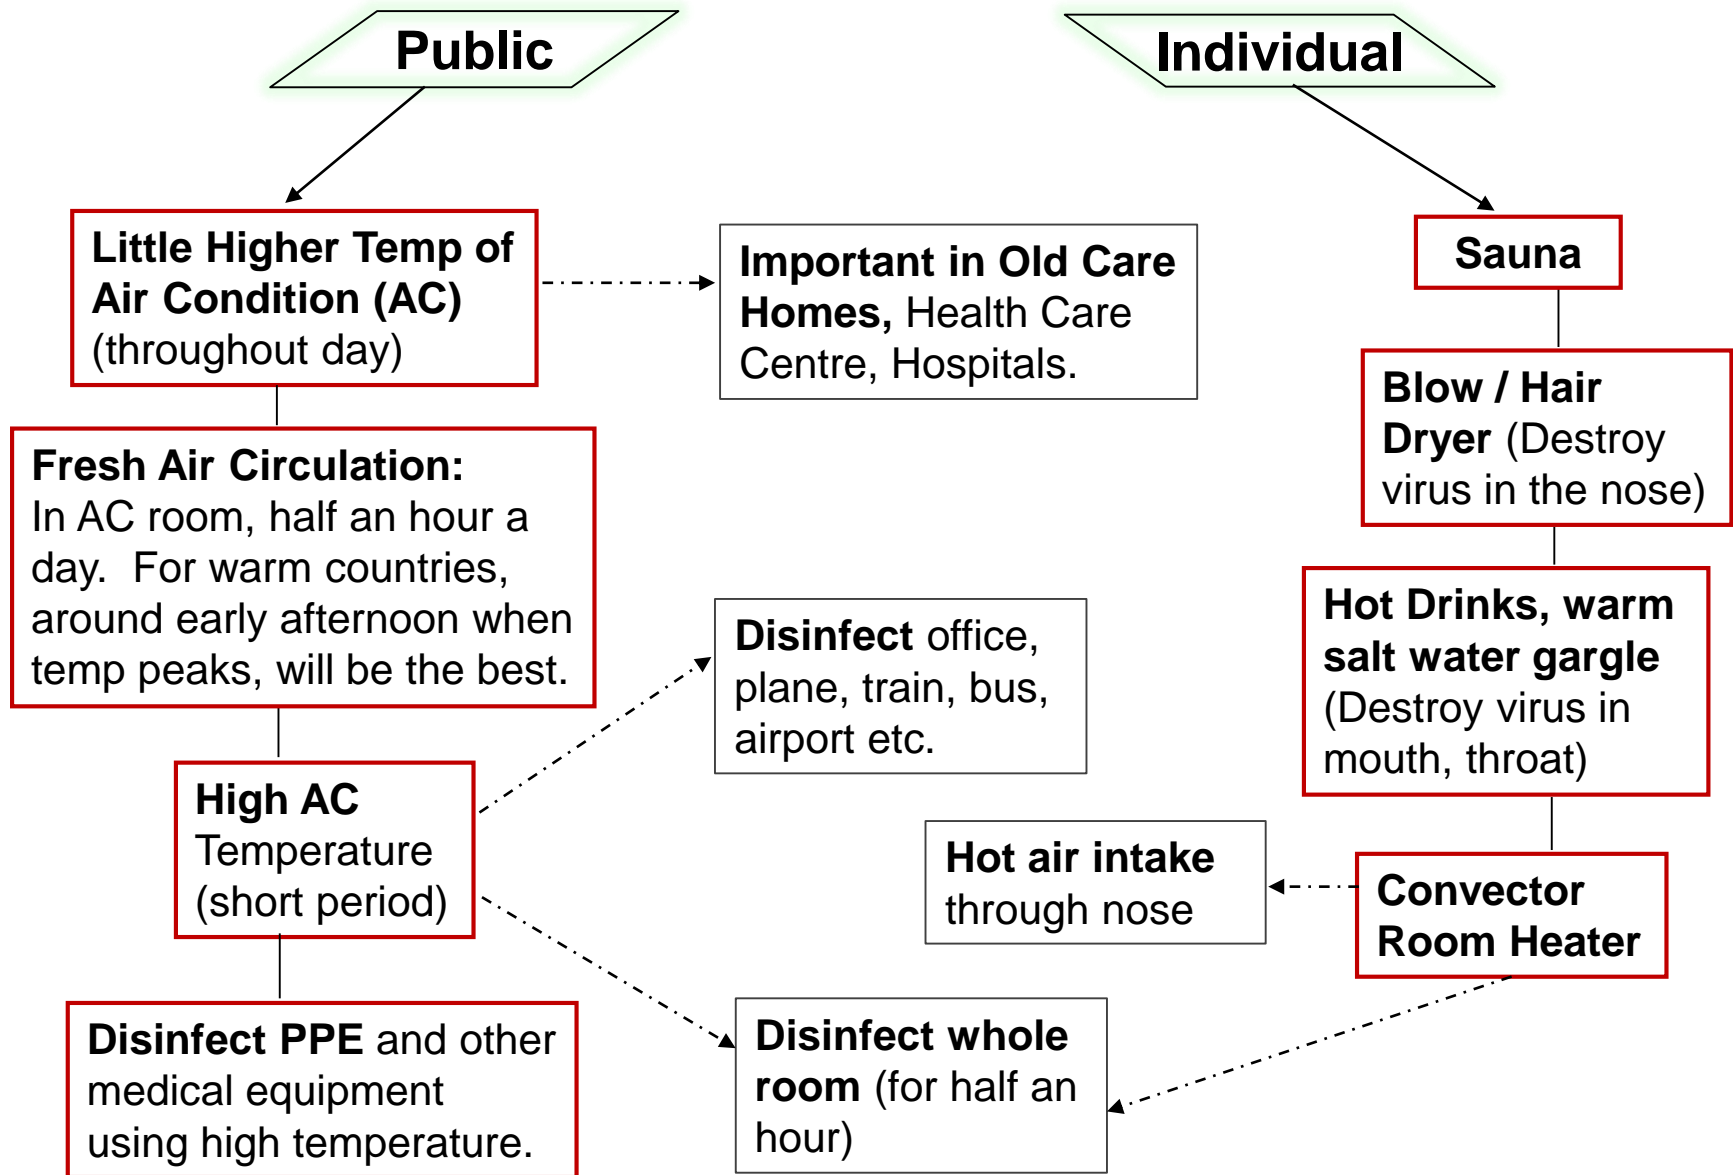 Public
Individual
Little Higher Temp of
Air Condition (AC)
(throughout day)
Important in Old Care
Homes, Health Care
Centre, Hospitals.
Sauna
Blow / Hair
Dryer (Destroy
virus in the nose)
Fresh Air Circulation:
In AC room, half an hour a
day.  For warm countries,
around early afternoon when
temp peaks, will be the best.
Disinfect office,
plane, train, bus,
airport etc.
Hot Drinks, warm
salt water gargle
(Destroy virus in
mouth, throat)
High AC
Temperature
(short period)
Hot air intake
through nose
Convector
Room Heater
Disinfect PPE and other
medical equipment
using high temperature.
Disinfect whole
room (for half an
hour)